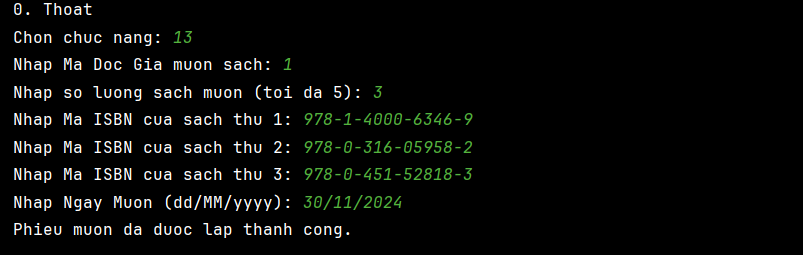 0. Thoat
Chon chuc nang: 13
Nhap Ma Doc Gia muon sach: 1
Nhap so luong sach muon (toi da 5): 3
Nhap Ma ISBN cua sach thu 1: 978-1-4000-6346-9
Nhap Ma ISBN cua sach thu 2: 978-0-316-05958-2
Nhap Ma ISBN cua sach thu 3: 978-0-451-52818-3
Nhap Ngay Muon (dd/MM/yyyy): 30/11/2024
Phieu muon da duoc lap thanh cong.